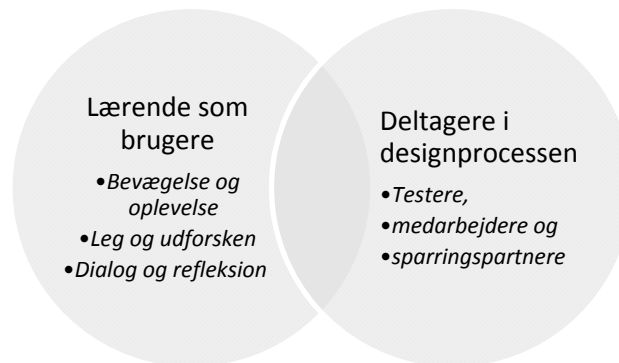 Lærende som
brugere
•Bevægelse og
oplevelse
•Leg og udforsken
•Dialog og refleksion
Deltagere i
designprocessen
•Testere,
•medarbejdere og
•sparringspartnere